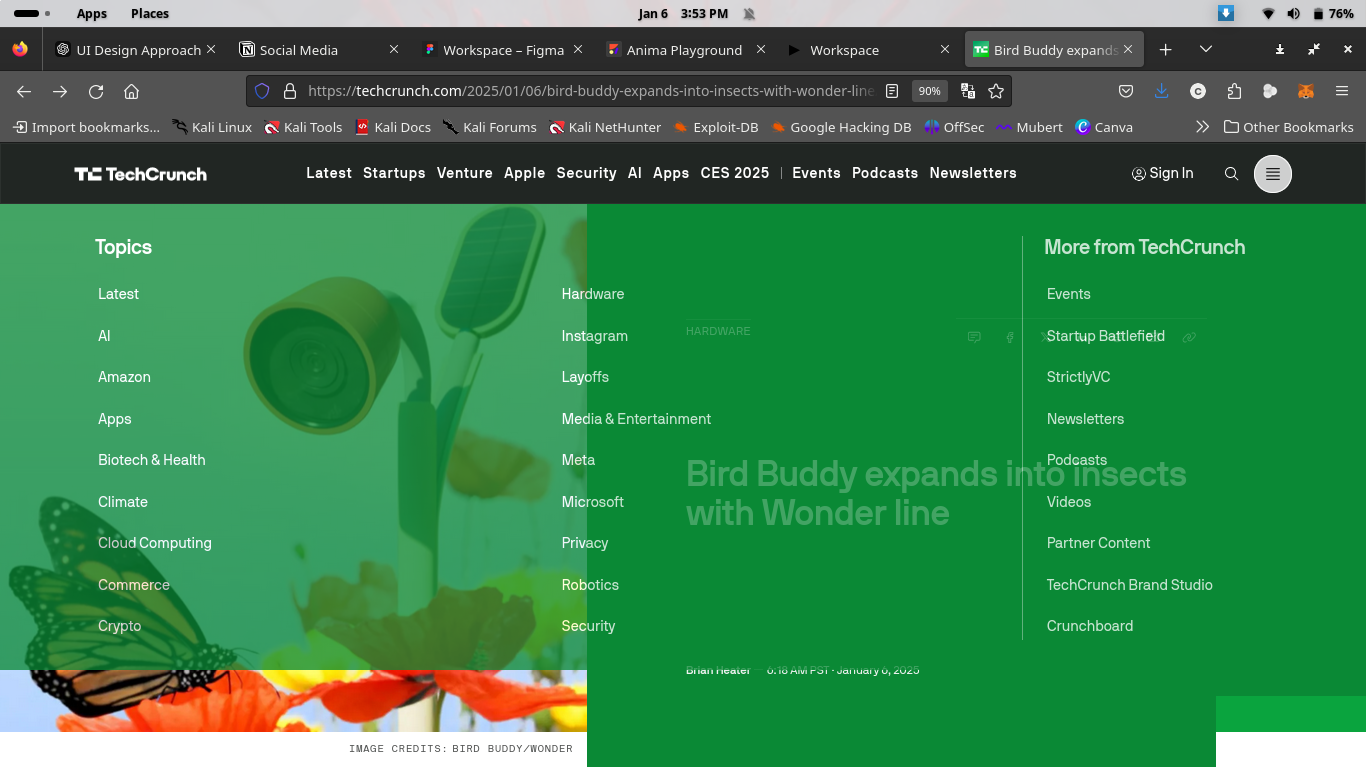 Apps Places Jan 6 3:53 PM 76%
UI Design Approach Social Media Workspace – Figma Anima Playground Workspace Bird Buddy expands
https://techcrunch.com/2025/01/06/bird-buddy-expands-into-insects-with-wonder-line 90%
Import bookmarks... Kali Linux Kali Tools Kali Docs Kali Forums Kali NetHunter Exploit-DB Google Hacking DB OffSec Mubert Canva Other Bookmarks
TechCrunch Latest Startups Venture Apple Security AI Apps CES 2025 Events Podcasts Newsletters Sign In
Topics
Latest
AI
Amazon
Apps
Biotech & Health
Climate
Cloud Computing
Commerce
Crypto
Hardware
Instagram
Layoffs
Media & Entertainment
Meta
Microsoft
Privacy
Robotics
Security
More from TechCrunch
Events
Startup Battlefield
StrictlyVC
Newsletters
Podcasts
Videos
Partner Content
TechCrunch Brand Studio
Crunchboard
HARDWARE
Bird Buddy expands into insects
with Wonder line
Brian Heater — 6:18 AM PST · January 6, 2025
IMAGE CREDITS: BIRD BUDDY/WONDER